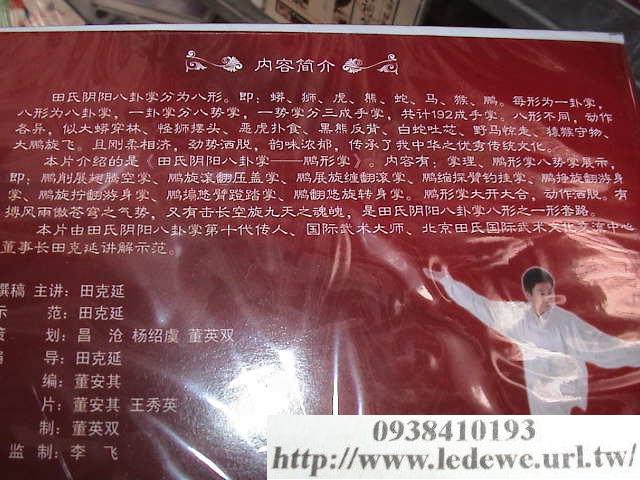 内容简介
田氏阴阳八卦掌分为八形。即：蟒、狮、虎、熊、蛇、马、猴、鹏。每形为一卦掌，
八形为八卦掌，一卦掌分八势掌，一势掌分三成手掌，共计192成手掌。八形不同，动作
各异，似大蟒穿林、怪狮摆头、恶虎扑食、黑熊反背、白蛇吐芯、野马惊走、猿猴守物、
大鹏旋飞。且刚柔相济，劲势洒脱，韵味浓郁，传承了我中华之优秀传统文化。
本片介绍的是《田氏阴阳八卦掌——鹏形掌》。内容有：掌理、鹏形掌八势掌展示，
即：鹏削展翅腾空掌、鹏旋滚翻压盖掌、鹏展旋缠翻滚掌、鹏缩探臂钓挂掌、鹏挣旋翻游身
掌、鹏旋拧翻游身掌、鹏塌悠臂蹬踏掌、鹏翻悠旋转身掌。鹏形掌大开大合，动作洒脱。有
搏风雨傲苍穹之气势，又有击长空旋九天之魂魄，是田氏阴阳八卦掌八形之一形套路。
本片由田氏阴阳八卦掌第十代传人、国际武术大师、北京田氏国际武术文化交流中心
董事长田克延讲解示范。
撰稿 主讲：田克延
示 范：田克延
策 划：昌 沧 杨绍虞 董英双
编 导：田克延
编：董安其
片：董安其 王秀英
制：董英双
监 制：李 飞
0938410193
http://www.ledewe.url.tw/